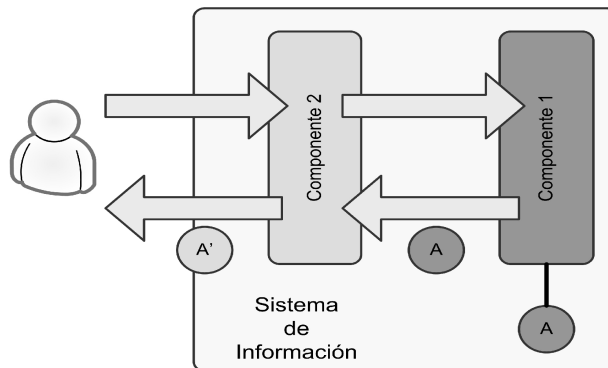 Componente 2
Componente 1
A'
A
A
Sistema
de
Información